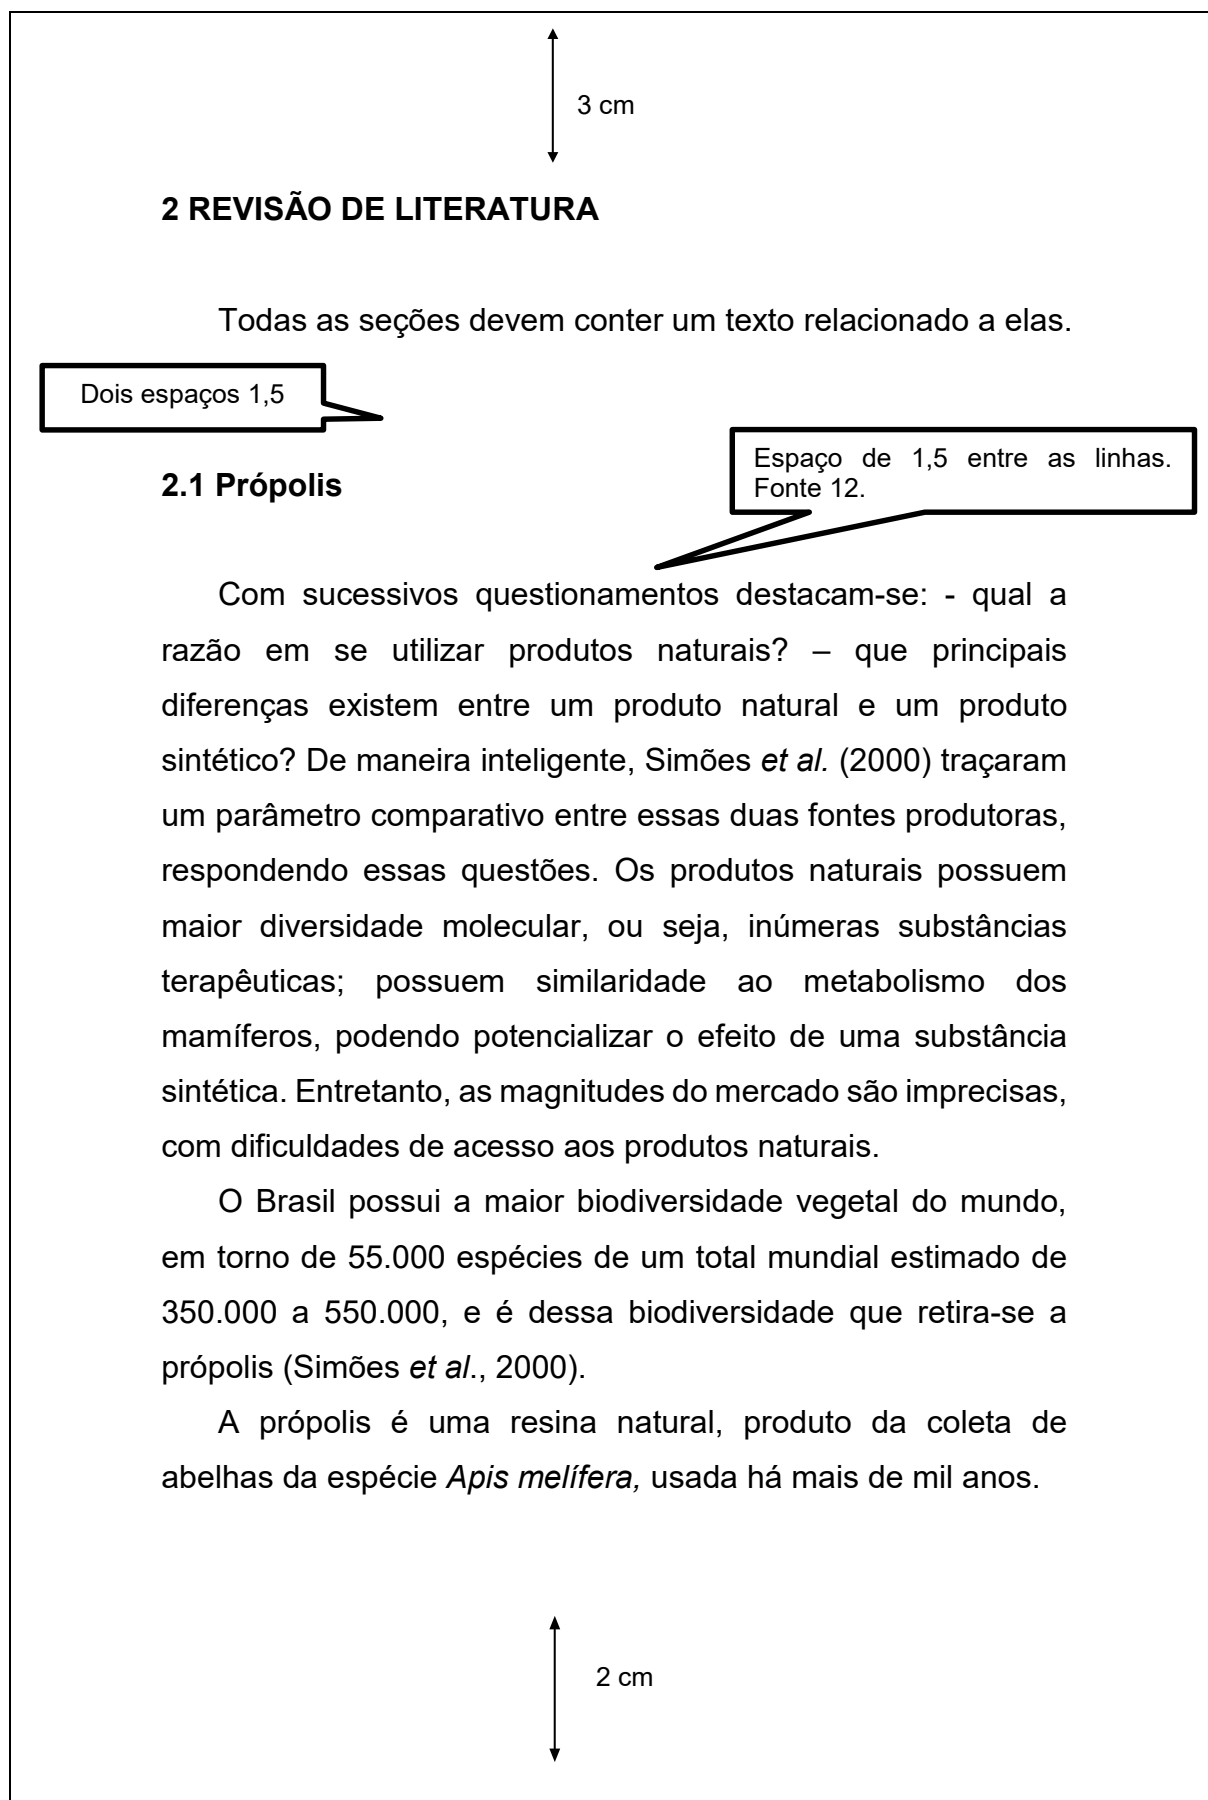 3 cm
2 REVISÃO DE LITERATURA
Todas as seções devem conter um texto relacionado a elas.
Dois espaços 1,5
Espaço de 1,5 entre as linhas.
Fonte 12.
2.1 Própolis
Com sucessivos questionamentos destacam-se: - qual a
razão em se utilizar produtos naturais? – que principais
diferenças existem entre um produto natural e um produto
sintético? De maneira inteligente, Simões et al. (2000) traçaram
um parâmetro comparativo entre essas duas fontes produtoras,
respondendo essas questões. Os produtos naturais possuem
maior diversidade molecular, ou seja, inúmeras substâncias
terapêuticas; possuem similaridade ao metabolismo dos
mamíferos, podendo potencializar o efeito de uma substância
sintética. Entretanto, as magnitudes do mercado são imprecisas,
com dificuldades de acesso aos produtos naturais.
O Brasil possui a maior biodiversidade vegetal do mundo,
em torno de 55.000 espécies de um total mundial estimado de
350.000 a 550.000, e é dessa biodiversidade que retira-se a
própolis (Simões et al., 2000).
A própolis é uma resina natural, produto da coleta de
abelhas da espécie Apis melífera, usada há mais de mil anos.
2 cm